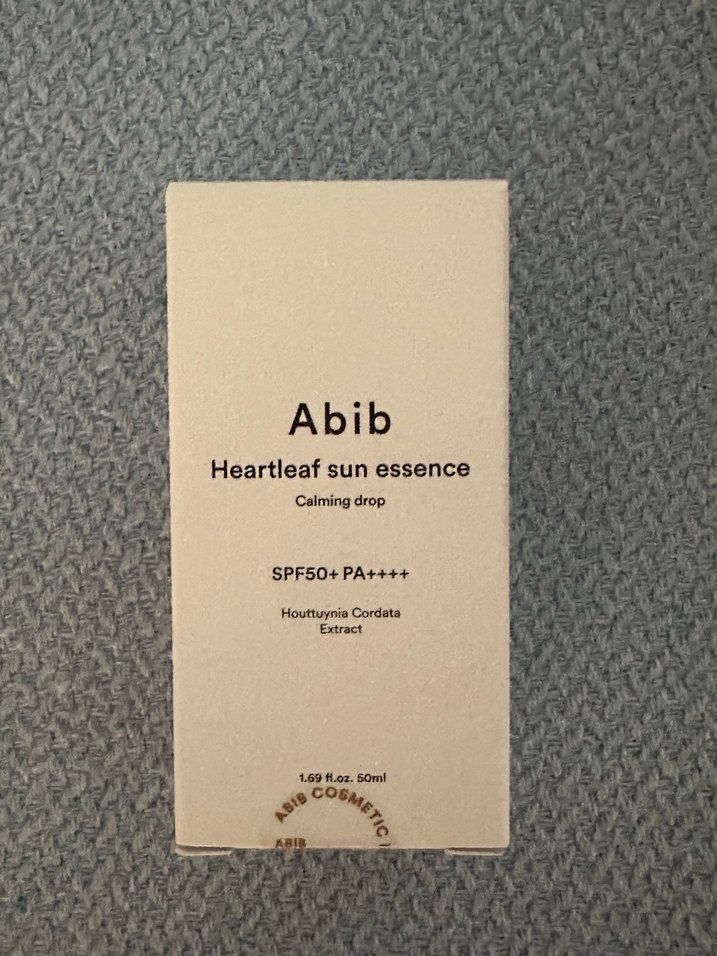 Abib
Heartleaf sun essence
Calming drop
SPF50+ PA++++
Houttuynia Cordata
Extract
1.69 fl.oz. 50ml
ABIB COSMETIC
ABIB